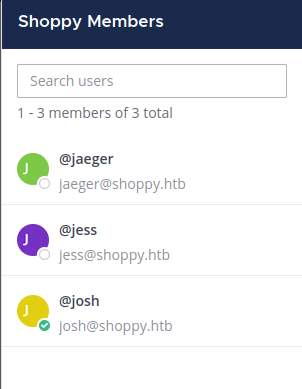 Shoppy Members
Search users
1 - 3 members of 3 total
J
@jaeger
jaeger@shoppy.htb
J
@jess
jess@shoppy.htb
J
@josh
josh@shoppy.htb